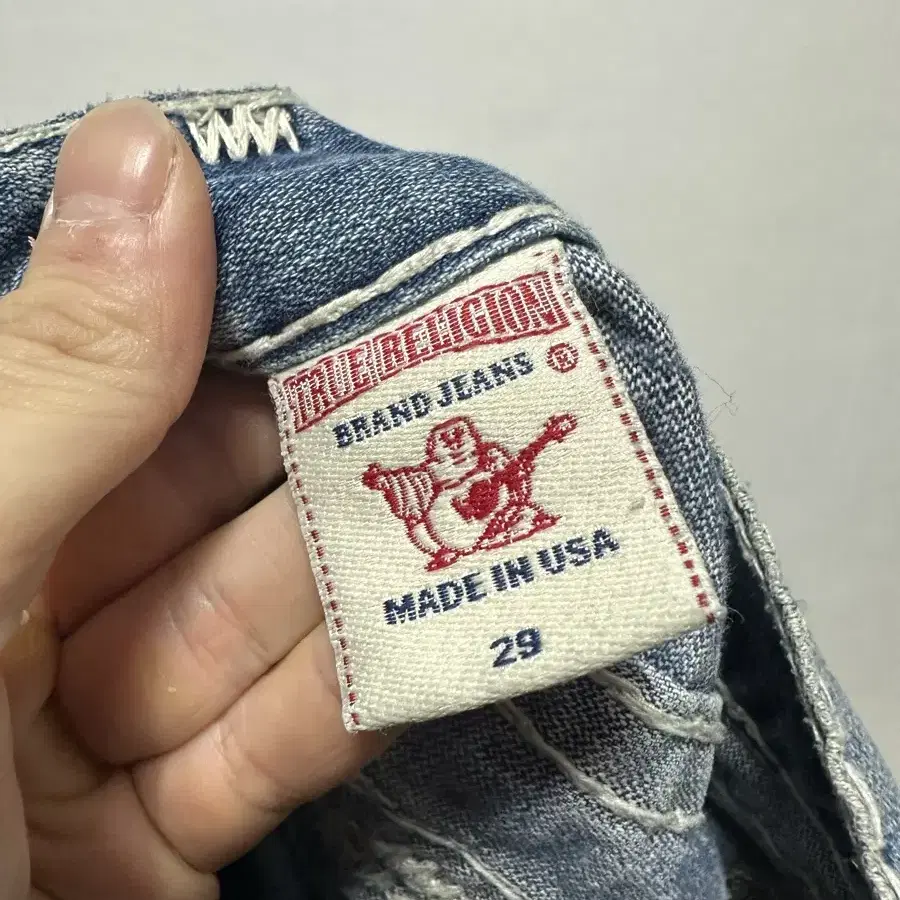 TRUE RELIGION
BRAND JEANS ®
MADE IN USA
29